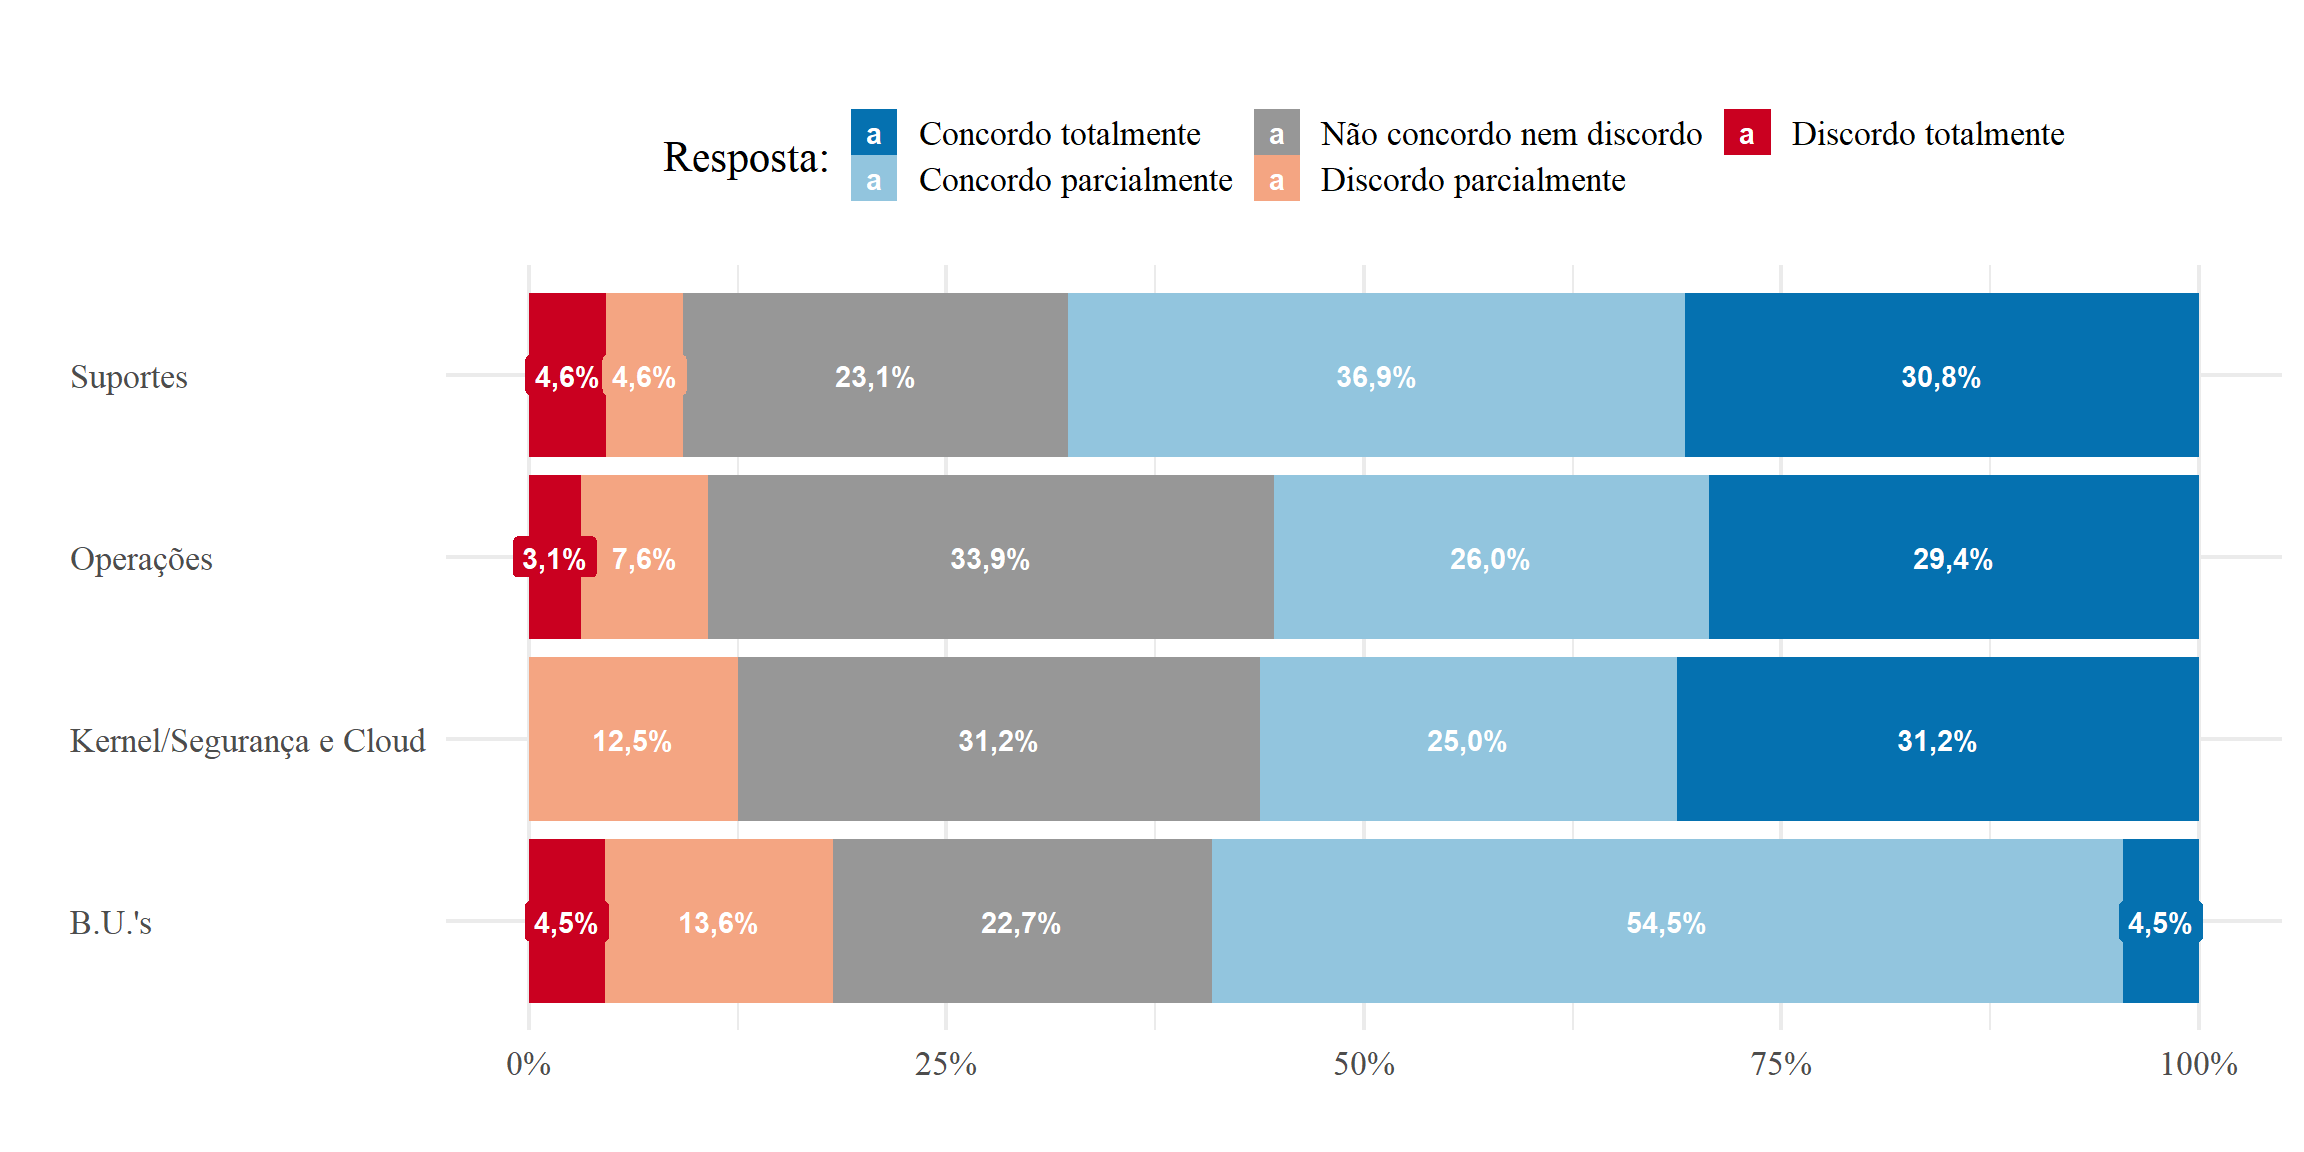 Resposta:
a Concordo totalmente
a Concordo parcialmente
a Não concordo nem discordo
a Discordo parcialmente
a Discordo totalmente
Suportes 4,6% 4,6% 23,1% 36,9% 30,8%
Operações 3,1% 7,6% 33,9% 26,0% 29,4%
Kernel/Segurança e Cloud 12,5% 31,2% 25,0% 31,2%
B.U.'s 4,5% 13,6% 22,7% 54,5% 4,5%
0% 25% 50% 75% 100%